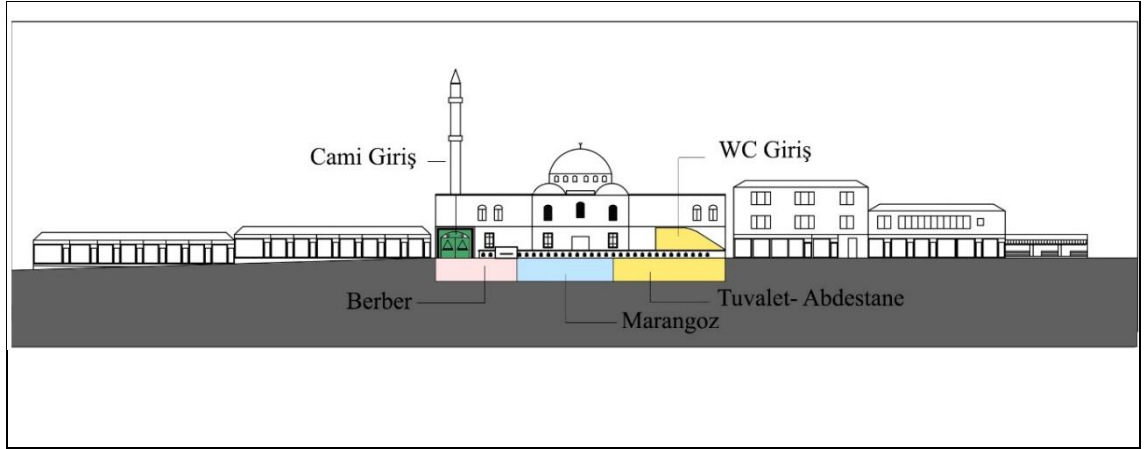 Cami Giriş
WC Giriş
Berber
Tuvalet- Abdestane
Marangoz